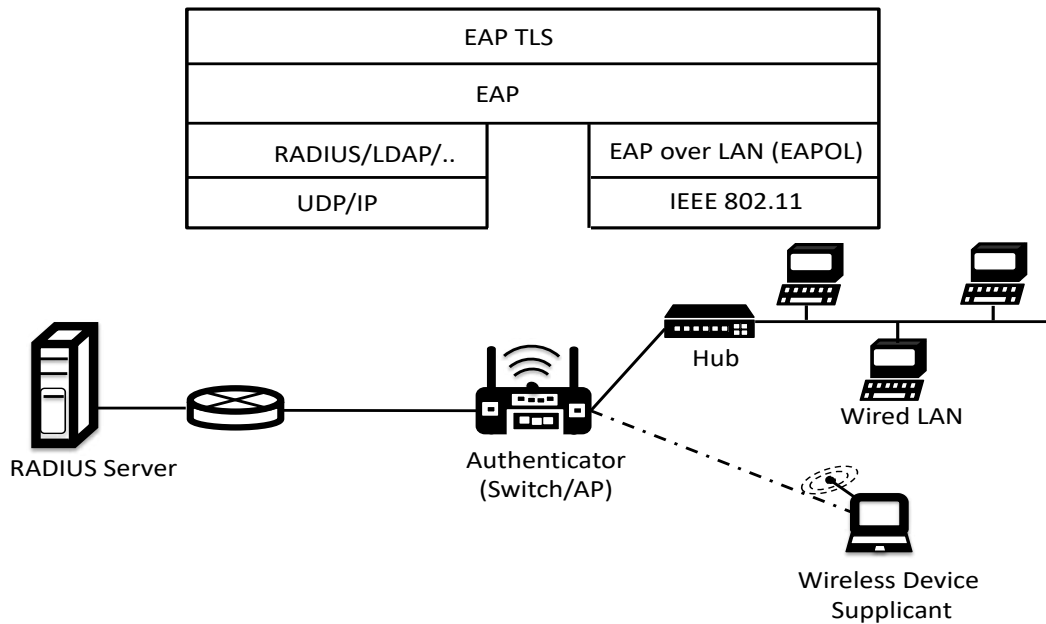 EAP TLS
EAP
RADIUS/LDAP/..
EAP over LAN (EAPOL)
UDP/IP
IEEE 802.11
Hub
Wired LAN
RADIUS Server
Authenticator
(Switch/AP)
Wireless Device
Supplicant